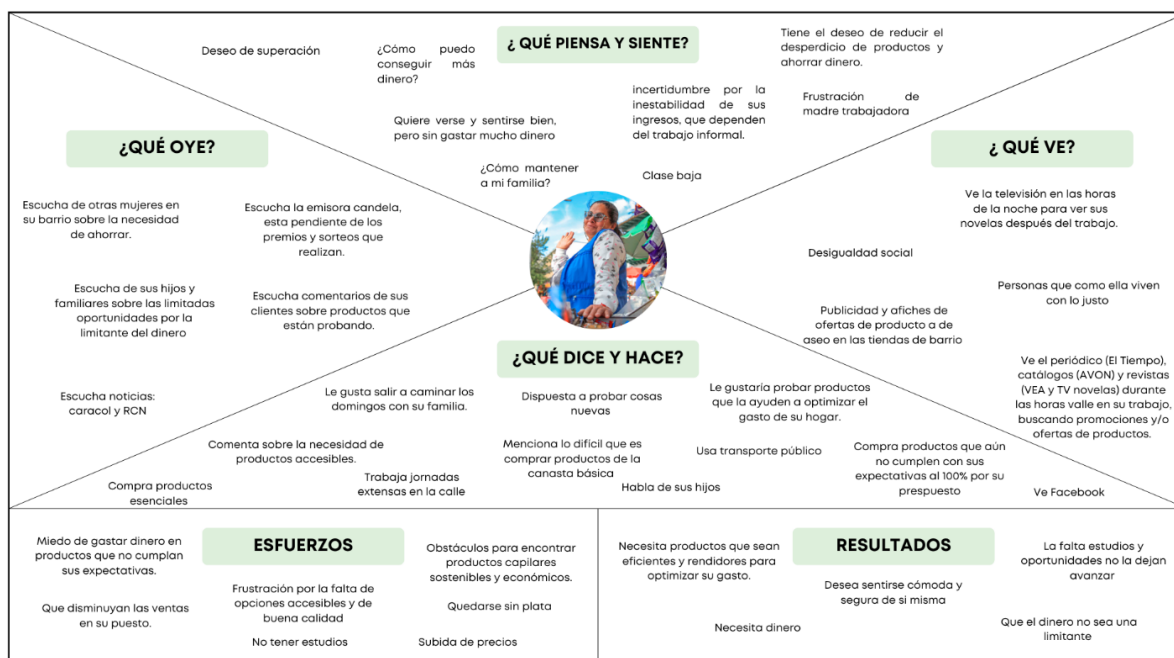 ¿ QUÉ PIENSA Y SIENTE?
Deseo de superación
¿Cómo puedo
conseguir más
dinero?
Tiene el deseo de reducir el
desperdicio de productos y
ahorrar dinero.
Quiere verse y sentirse bien,
pero sin gastar mucho dinero
incertidumbre por la
inestabilidad de sus
ingresos, que dependen
del trabajo informal.
Frustración de
madre trabajadora
¿Cómo mantener
a mi familia?
Clase baja
¿QUÉ OYE?
Escucha de otras mujeres en
su barrio sobre la necesidad
de ahorrar.
Escucha la emisora candela,
esta pendiente de los
premios y sorteos que
realizan.
Escucha de sus hijos y
familiares sobre las limitadas
oportunidades por la
limitante del dinero
Escucha comentarios de sus
clientes sobre productos que
están probando.
Escucha noticias:
caracol y RCN
¿ QUÉ VE?
Ve la televisión en las horas
de la noche para ver sus
novelas después del trabajo.
Desigualdad social
Personas que como ella viven
con lo justo
Publicidad y afiches de
ofertas de producto a de
aseo en las tiendas de barrio
Ve el periódico (El Tiempo),
catálogos (AVON) y revistas
(VEA y TV novelas) durante
las horas valle en su trabajo,
buscando promociones y/o
ofertas de productos.
¿QUÉ DICE Y HACE?
Le gusta salir a caminar los
domingos con su familia.
Dispuesta a probar cosas
nuevas
Le gustaría probar productos
que la ayuden a optimizar el
gasto de su hogar.
Comenta sobre la necesidad de
productos accesibles.
Menciona lo difícil que es
comprar productos de la
canasta básica
Usa transporte público
Compra productos que aún
no cumplen con sus
expectativas al 100% por su
prespuesto
Compra productos
esenciales
Trabaja jornadas
extensas en la calle
Habla de sus hijos
Ve Facebook
ESFUERZOS
Miedo de gastar dinero en
productos que no cumplan
sus expectativas.
Obstáculos para encontrar
productos capilares
sostenibles y económicos.
Frustración por la falta de
opciones accesibles y de
buena calidad
Que disminuyan las ventas
en su puesto.
Quedarse sin plata
No tener estudios
Subida de precios
RESULTADOS
Necesita productos que sean
eficientes y rendidores para
optimizar su gasto.
La falta estudios y
oportunidades no la dejan
avanzar
Desea sentirse cómoda y
segura de si misma
Necesita dinero
Que el dinero no sea una
limitante